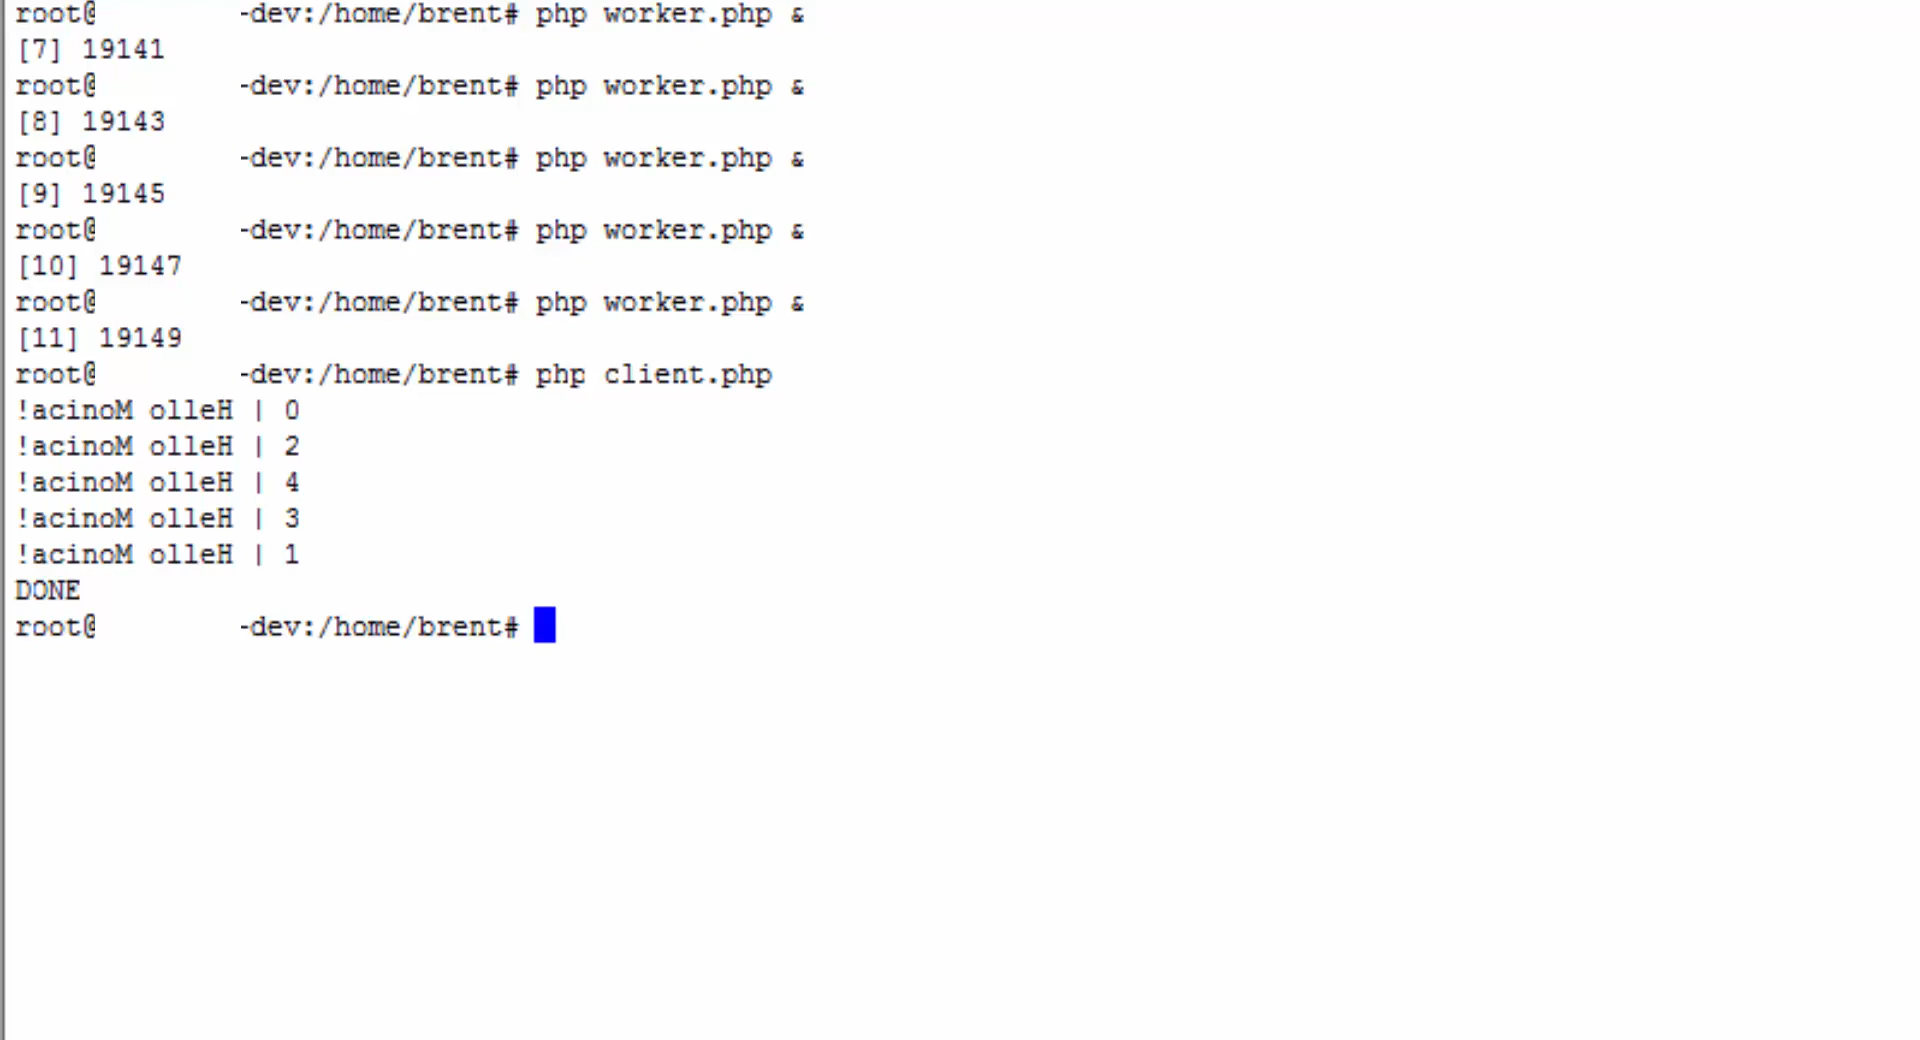 root@ -dev:/home/brent# php worker.php &
[7] 19141
root@ -dev:/home/brent# php worker.php &
[8] 19143
root@ -dev:/home/brent# php worker.php &
[9] 19145
root@ -dev:/home/brent# php worker.php &
[10] 19147
root@ -dev:/home/brent# php worker.php &
[11] 19149
root@ -dev:/home/brent# php client.php
!acinoM olleH | 0
!acinoM olleH | 2
!acinoM olleH | 4
!acinoM olleH | 3
!acinoM olleH | 1
DONE
root@ -dev:/home/brent#